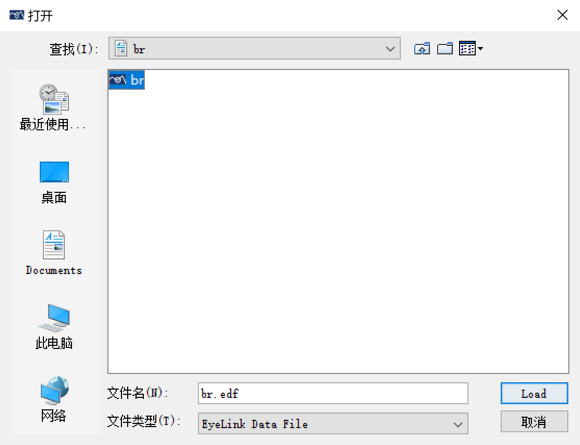 打开
查找(I):
br
br
最近使用...
桌面
Documents
此电脑
网络
文件名(N):
br.edf
Load
文件类型(T):
EyeLink Data File
取消